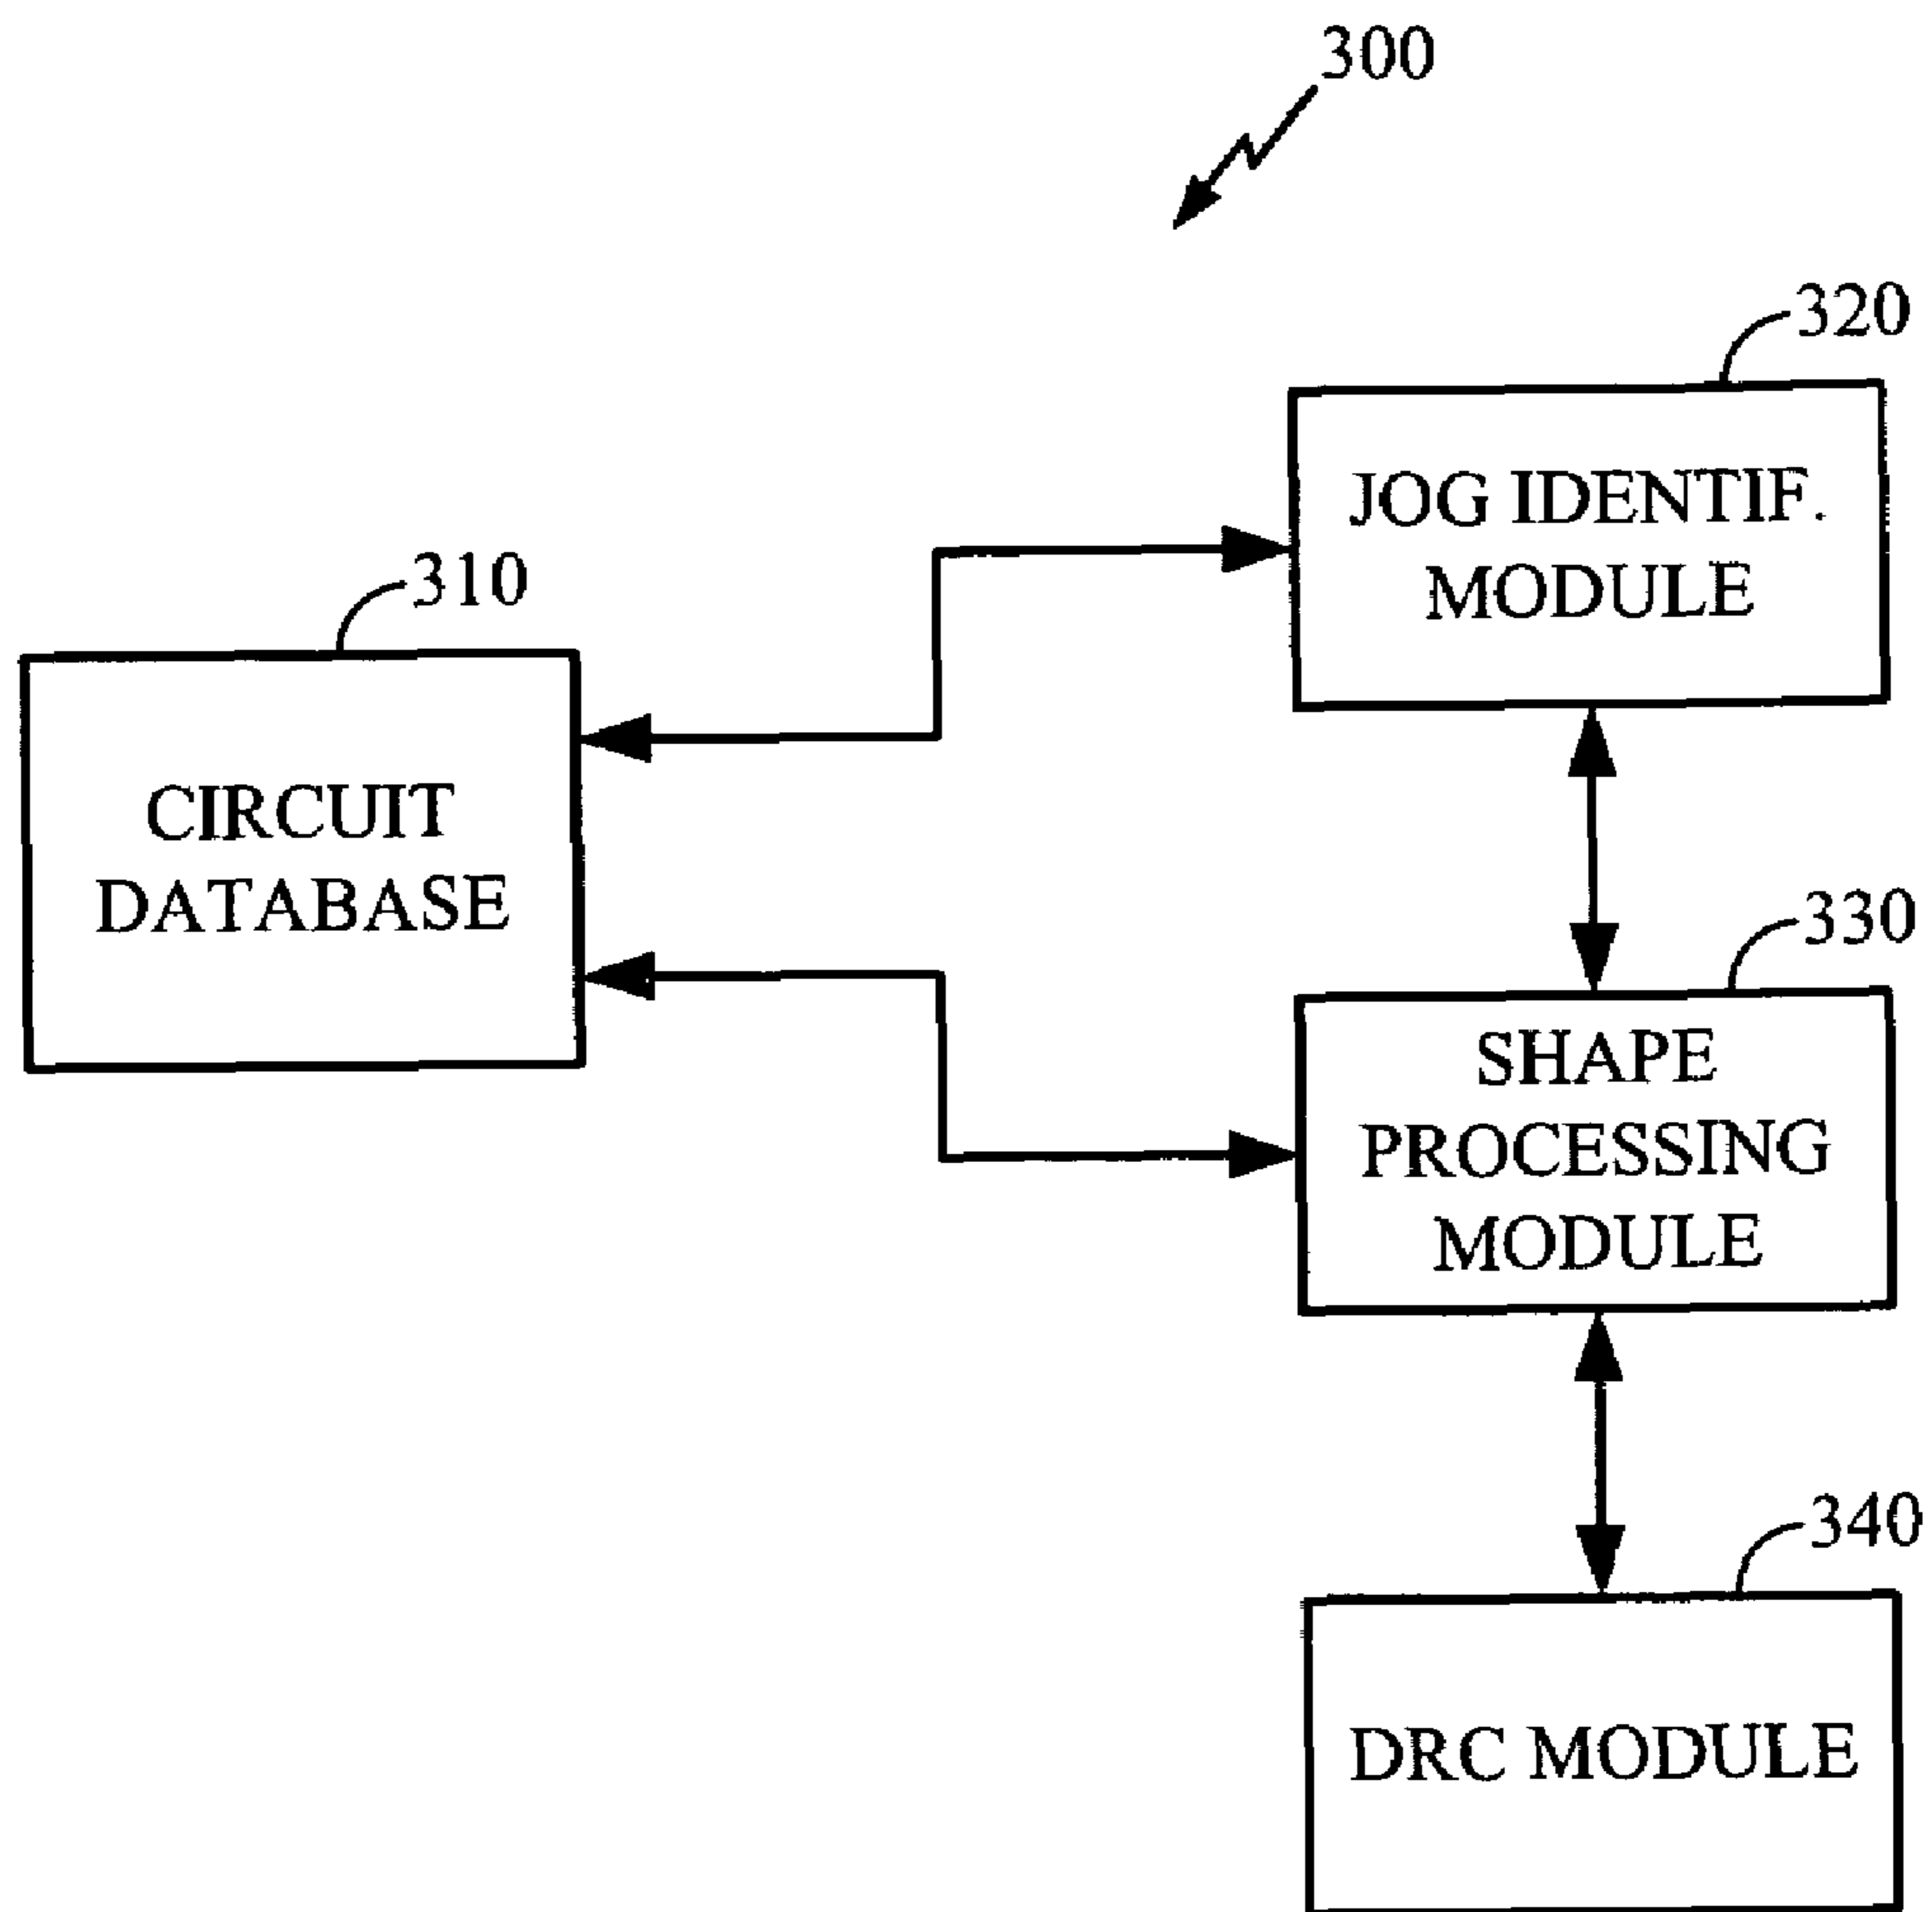 300
320
JOG IDENTIF.
MODULE
310
CIRCUIT
DATABASE
330
SHAPE
PROCESSING
MODULE
340
DRC MODULE